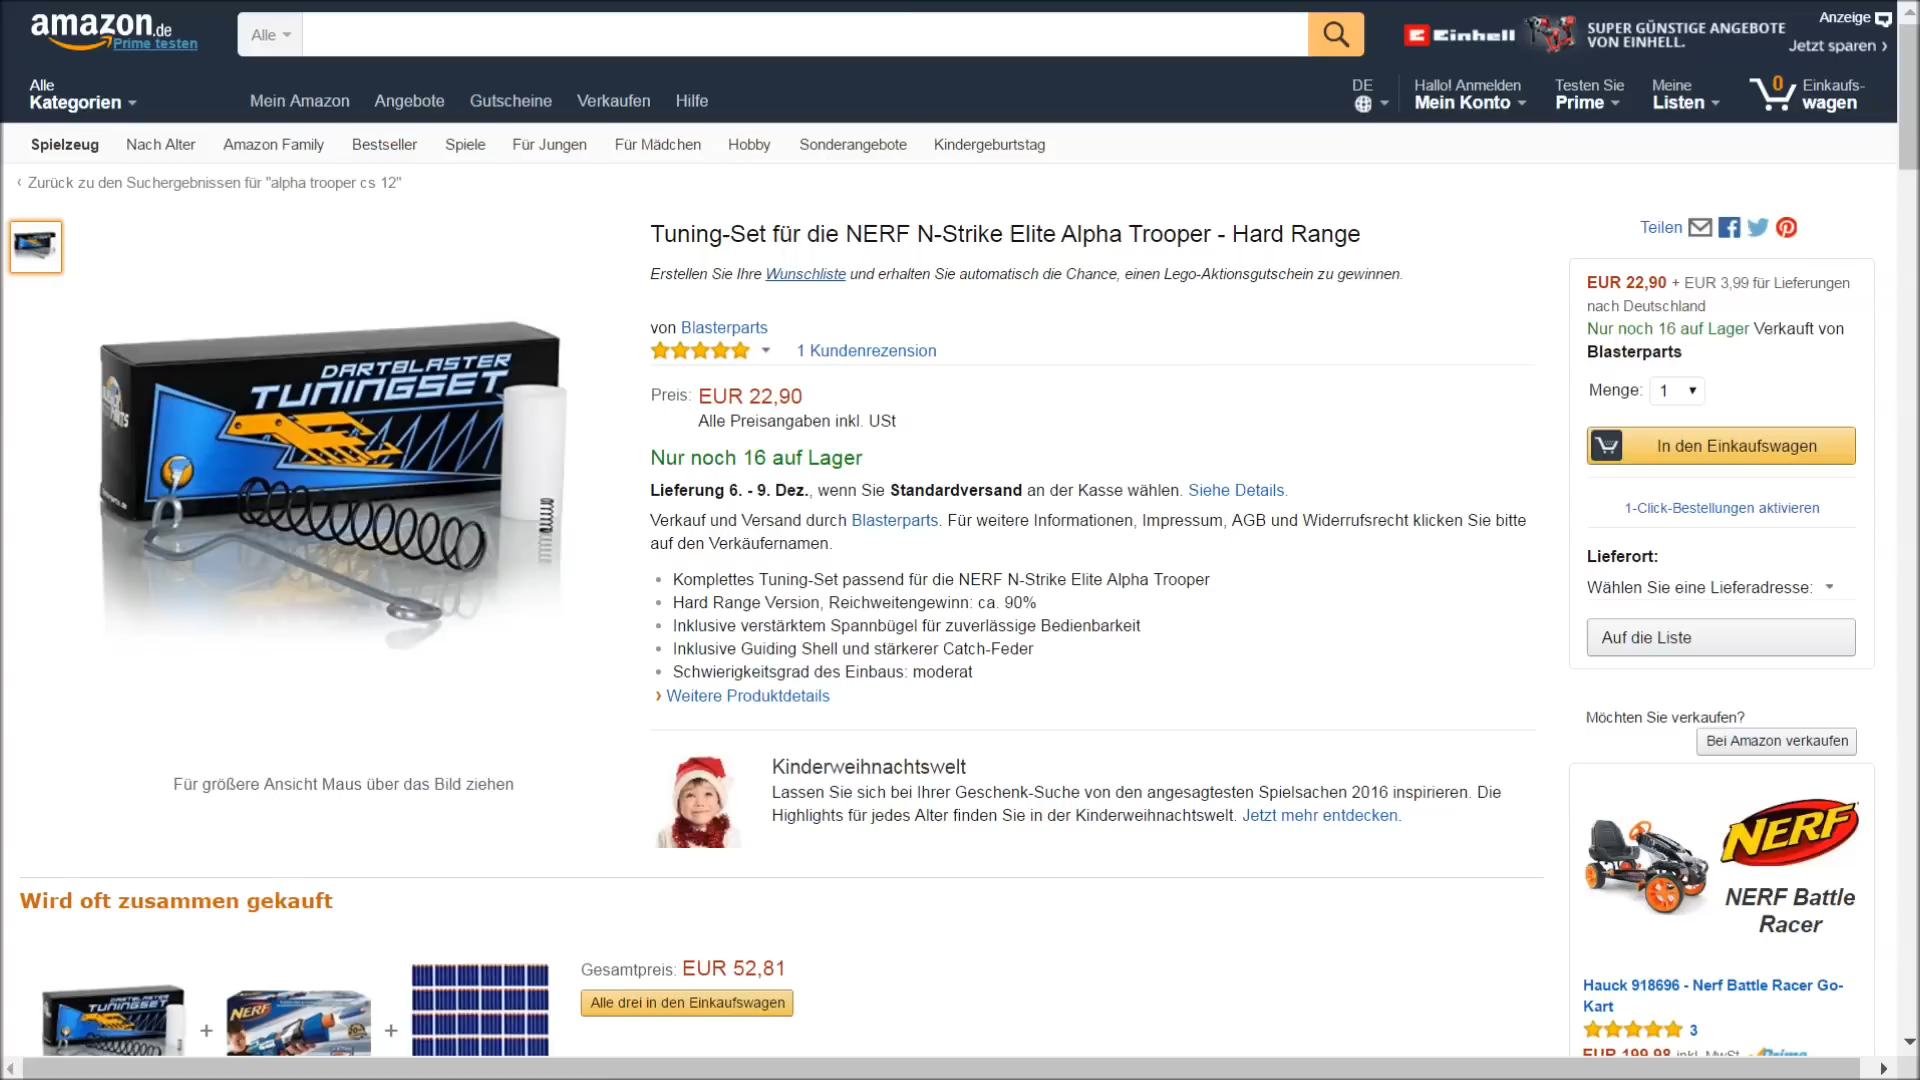 amazon.de
Prime testen
Alle
Einhell
SUPER GÜNSTIGE ANGEBOTE
VON EINHELL.
Anzeige
Jetzt sparen ›
Alle
Kategorien
Mein Amazon
Angebote
Gutscheine
Verkaufen
Hilfe
DE
Hallo! Anmelden
Mein Konto
Testen Sie
Prime
Meine
Listen
0
Einkaufs-
wagen
Spielzeug
Nach Alter
Amazon Family
Bestseller
Spiele
Für Jungen
Für Mädchen
Hobby
Sonderangebote
Kindergeburtstag
‹ Zurück zu den Suchergebnissen für "alpha trooper cs 12"
DARTBLASTER
TUNINGSET
Für größere Ansicht Maus über das Bild ziehen
Tuning-Set für die NERF N-Strike Elite Alpha Trooper - Hard Range
Erstellen Sie Ihre Wunschliste und erhalten Sie automatisch die Chance, einen Lego-Aktionsgutschein zu gewinnen.
von Blasterparts
1 Kundenrezension
Preis: EUR 22,90
Alle Preisangaben inkl. USt
Nur noch 16 auf Lager
Lieferung 6. - 9. Dez., wenn Sie Standardversand an der Kasse wählen. Siehe Details.
Verkauf und Versand durch Blasterparts. Für weitere Informationen, Impressum, AGB und Widerrufsrecht klicken Sie bitte
auf den Verkäufernamen.
• Komplettes Tuning-Set passend für die NERF N-Strike Elite Alpha Trooper
• Hard Range Version, Reichweitengewinn: ca. 90%
• Inklusive verstärktem Spannbügel für zuverlässige Bedienbarkeit
• Inklusive Guiding Shell und stärkerer Catch-Feder
• Schwierigkeitsgrad des Einbaus: moderat
› Weitere Produktdetails
Kinderweihnachtswelt
Lassen Sie sich bei Ihrer Geschenk-Suche von den angesagtesten Spielsachen 2016 inspirieren. Die
Highlights für jedes Alter finden Sie in der Kinderweihnachtswelt. Jetzt mehr entdecken.
Teilen
EUR 22,90 + EUR 3,99 für Lieferungen
nach Deutschland
Nur noch 16 auf Lager Verkauft von
Blasterparts
Menge: 1
In den Einkaufswagen
1-Click-Bestellungen aktivieren
Lieferort:
Wählen Sie eine Lieferadresse:
Auf die Liste
Möchten Sie verkaufen?
Bei Amazon verkaufen
NERF
NERF Battle
Racer
Hauck 918696 - Nerf Battle Racer Go-
Kart
3
EUR 199,98 inkl. MwSt Prime
Wird oft zusammen gekauft
DARTBLASTER
TUNINGSET
+
NERF
+
Gesamtpreis: EUR 52,81
Alle drei in den Einkaufswagen